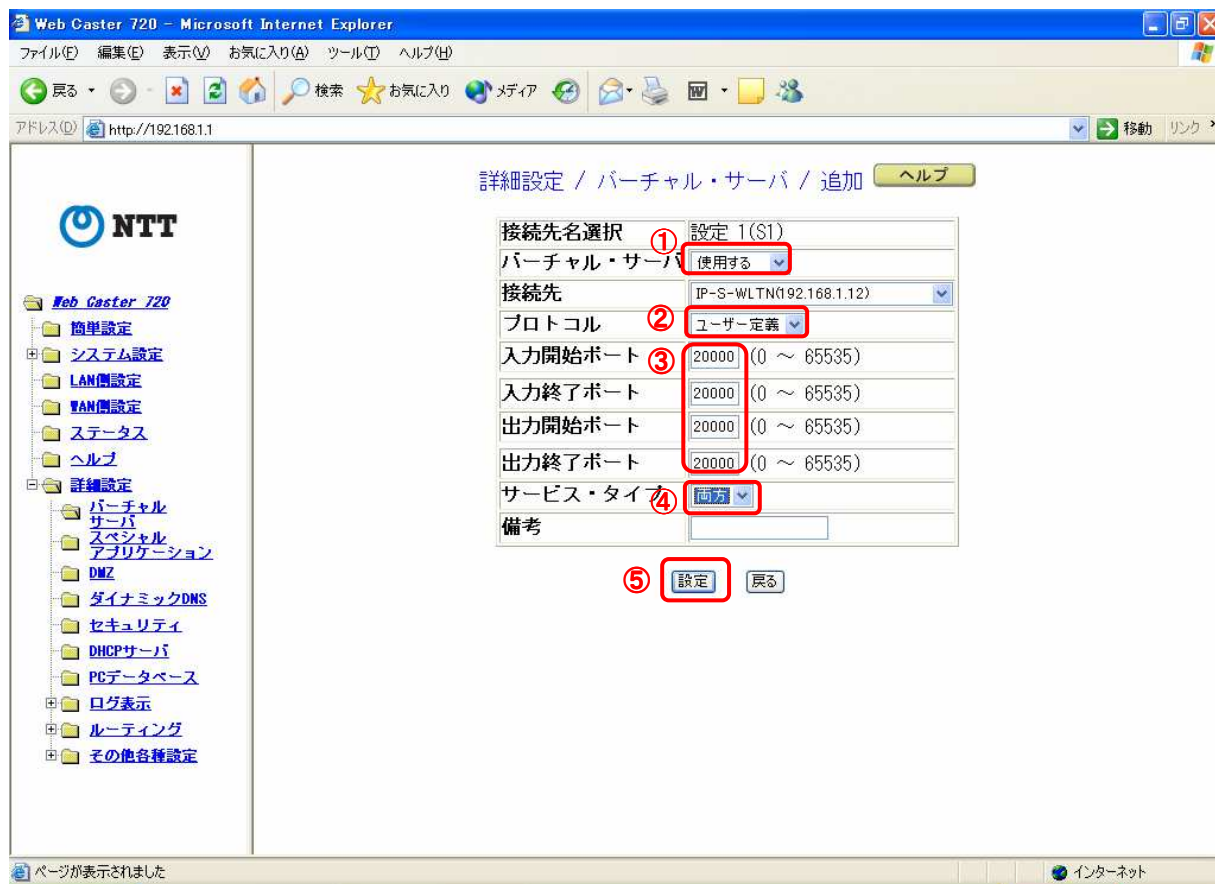 Web Caster 720 - Microsoft Internet Explorer
ファイル(F) 編集(E) 表示(V) お気に入り(A) ツール(T) ヘルプ(H)
戻る 検索 お気に入り メディア
アドレス(D) http://192.168.1.1 移動 リンク
NTT
Web Caster 720
簡単設定
システム設定
LAN側設定
WAN側設定
ステータス
ヘルプ
詳細設定
バーチャル
サーバ
スペシャル
アプリケーション
DMZ
ダイナミックDNS
セキュリティ
DHCPサーバ
PCデータベース
ログ表示
ルーティング
その他各種設定
詳細設定 / バーチャル・サーバ / 追加 ヘルプ
接続先名選択 設定 1(S1)
① バーチャル・サーバ 使用する
接続先 IP-S-WLTN(192.168.1.12)
プロトコル ② ユーザー定義
入力開始ポート ③ 20000 (0 ～ 65535)
入力終了ポート 20000 (0 ～ 65535)
出力開始ポート 20000 (0 ～ 65535)
出力終了ポート 20000 (0 ～ 65535)
サービス・タイプ ④ 両方
備考
⑤ 設定 戻る
ページが表示されました インターネット